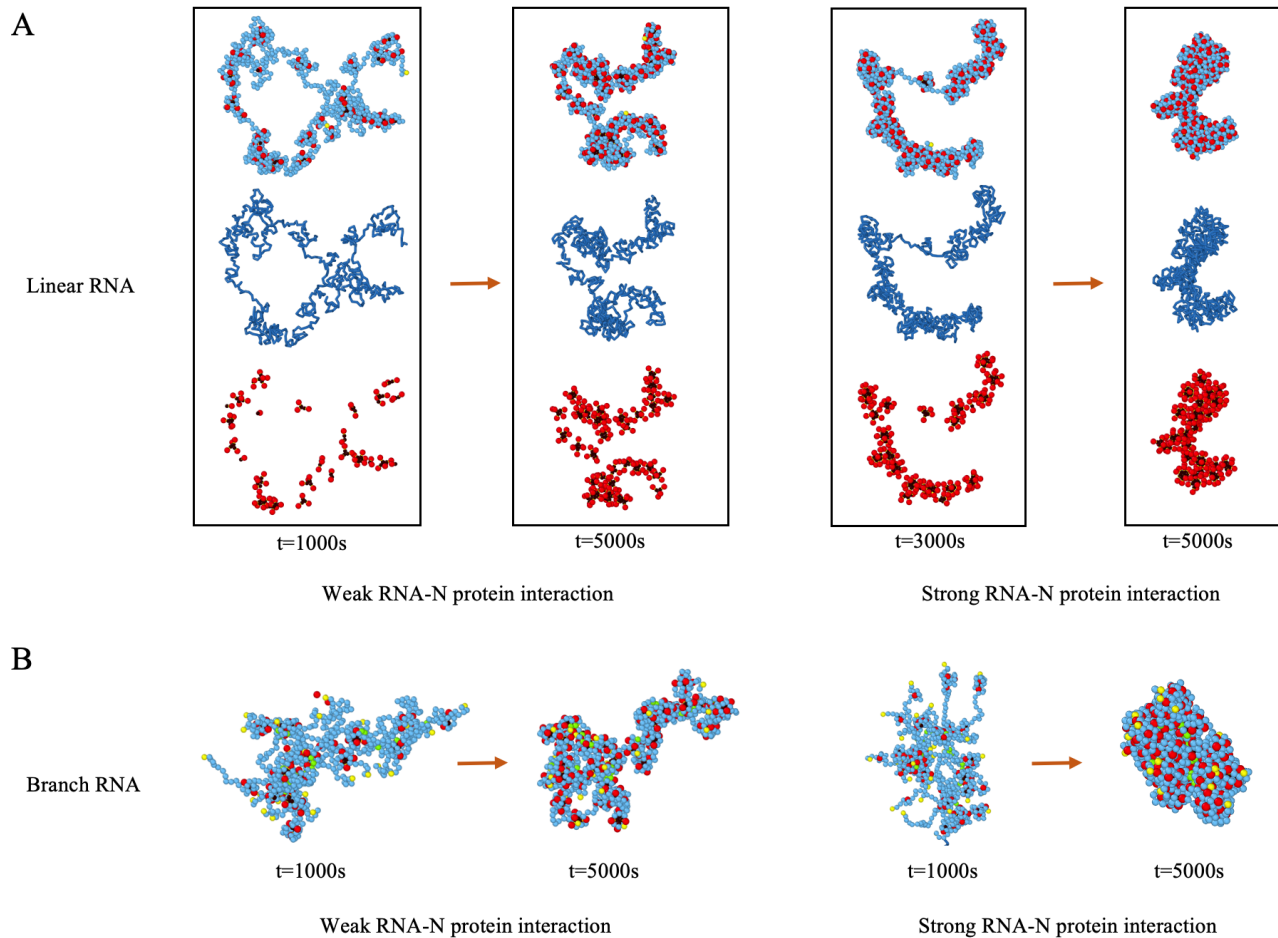 A
Linear RNA
t=1000s
t=5000s
t=3000s
t=5000s
Weak RNA-N protein interaction
Strong RNA-N protein interaction
B
Branch RNA
t=1000s
t=5000s
t=1000s
t=5000s
Weak RNA-N protein interaction
Strong RNA-N protein interaction